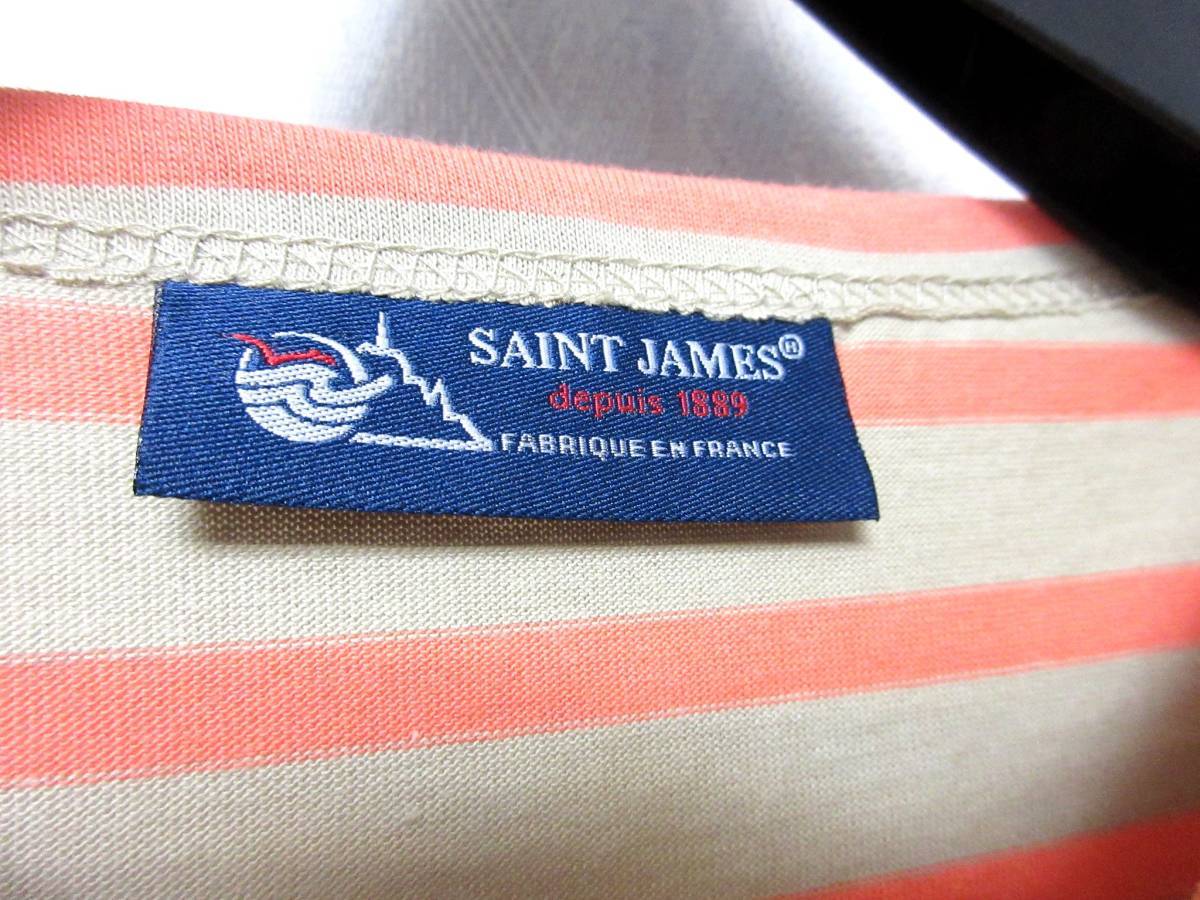 SAINT JAMES®
depuis 1889
FABRIQUE EN FRANCE